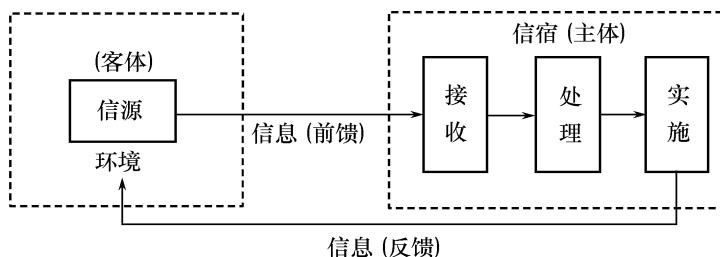 (客体)
信源
环境
信息 (前馈)
信宿 (主体)
接收
处理
实施
信息 (反馈)